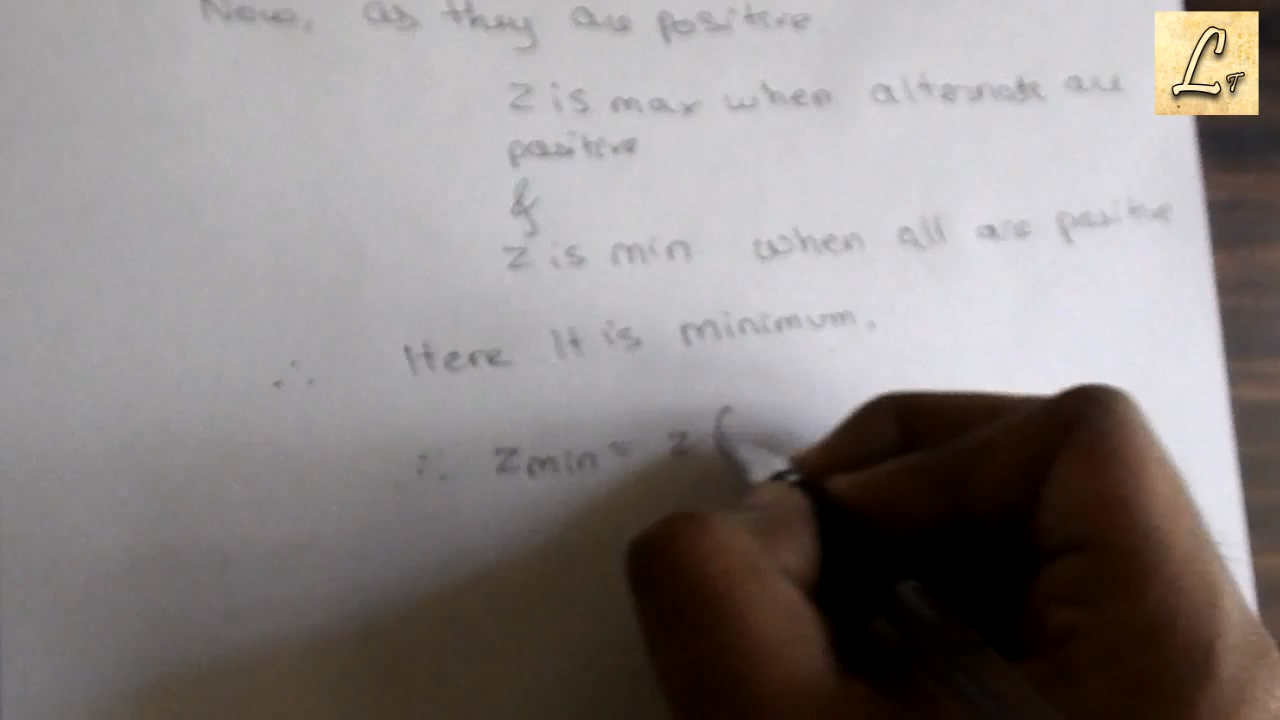 Now, as they are positive
z is max when alternate are
positive
&
z is min when all are positive
∴ Here it is minimum.
∴ zmin = z (
LT